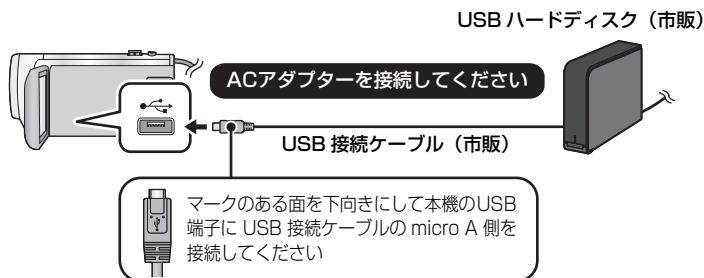 USB ハードディスク（市販）
ACアダプターを接続してください
USB 接続ケーブル（市販）
マークのある面を下向きにして本機のUSB
端子に USB 接続ケーブルの micro A 側を
接続してください